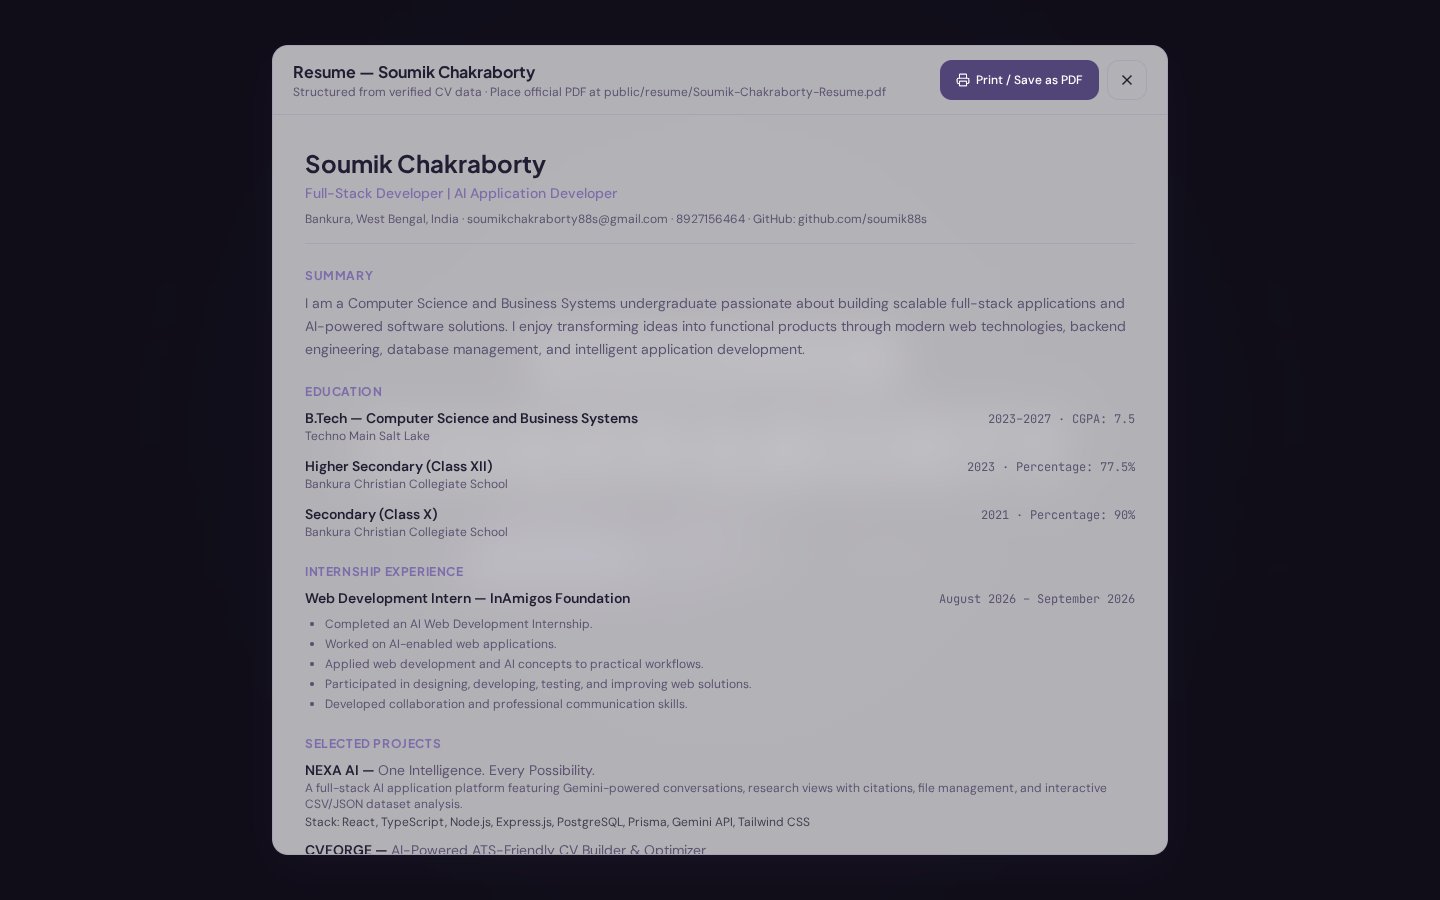 Resume — Soumik Chakraborty
Structured from verified CV data · Place official PDF at public/resume/Soumik-Chakraborty-Resume.pdf
Print / Save as PDF
Soumik Chakraborty
Full-Stack Developer | AI Application Developer
Bankura, West Bengal, India · soumikchakraborty88s@gmail.com · 8927156464 · GitHub: github.com/soumik88s
SUMMARY
I am a Computer Science and Business Systems undergraduate passionate about building scalable full-stack applications and
AI-powered software solutions. I enjoy transforming ideas into functional products through modern web technologies, backend
engineering, database management, and intelligent application development.
EDUCATION
B.Tech — Computer Science and Business Systems 2023–2027 · CGPA: 7.5
Techno Main Salt Lake
Higher Secondary (Class XII) 2023 · Percentage: 77.5%
Bankura Christian Collegiate School
Secondary (Class X) 2021 · Percentage: 90%
Bankura Christian Collegiate School
INTERNSHIP EXPERIENCE
Web Development Intern — InAmigos Foundation August 2026 – September 2026
• Completed an AI Web Development Internship.
• Worked on AI-enabled web applications.
• Applied web development and AI concepts to practical workflows.
• Participated in designing, developing, testing, and improving web solutions.
• Developed collaboration and professional communication skills.
SELECTED PROJECTS
NEXA AI — One Intelligence. Every Possibility.
A full-stack AI application platform featuring Gemini-powered conversations, research views with citations, file management, and interactive
CSV/JSON dataset analysis.
Stack: React, TypeScript, Node.js, Express.js, PostgreSQL, Prisma, Gemini API, Tailwind CSS
CVFORGE — AI-Powered ATS-Friendly CV Builder & Optimizer